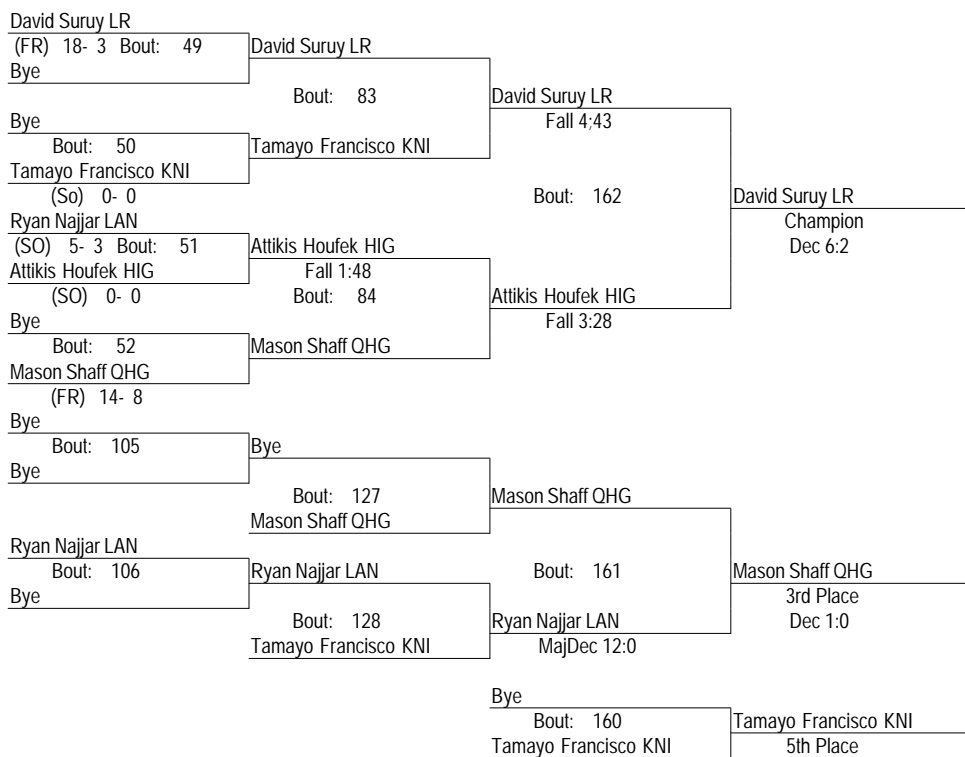 David Suruy LR
(FR) 18- 3 Bout: 49 David Suruy LR
Bye
Bout: 83 David Suruy LR
Bye Fall 4;43
Bout: 50 Tamayo Francisco KNI
Tamayo Francisco KNI
(So) 0- 0 Bout: 162 David Suruy LR
Ryan Najjar LAN Champion
(SO) 5- 3 Bout: 51 Attikis Houfek HIG Dec 6:2
Attikis Houfek HIG Fall 1:48
(SO) 0- 0 Bout: 84 Attikis Houfek HIG
Bye Fall 3:28
Bout: 52 Mason Shaff QHG
Mason Shaff QHG
(FR) 14- 8
Bye
Bout: 105 Bye
Bye
Bout: 127 Mason Shaff QHG
Mason Shaff QHG
Ryan Najjar LAN
Bout: 106 Ryan Najjar LAN Bout: 161 Mason Shaff QHG
Bye 3rd Place
Bout: 128 Ryan Najjar LAN Dec 1:0
Tamayo Francisco KNI MajDec 12:0
Bye
Bout: 160 Tamayo Francisco KNI
Tamayo Francisco KNI 5th Place